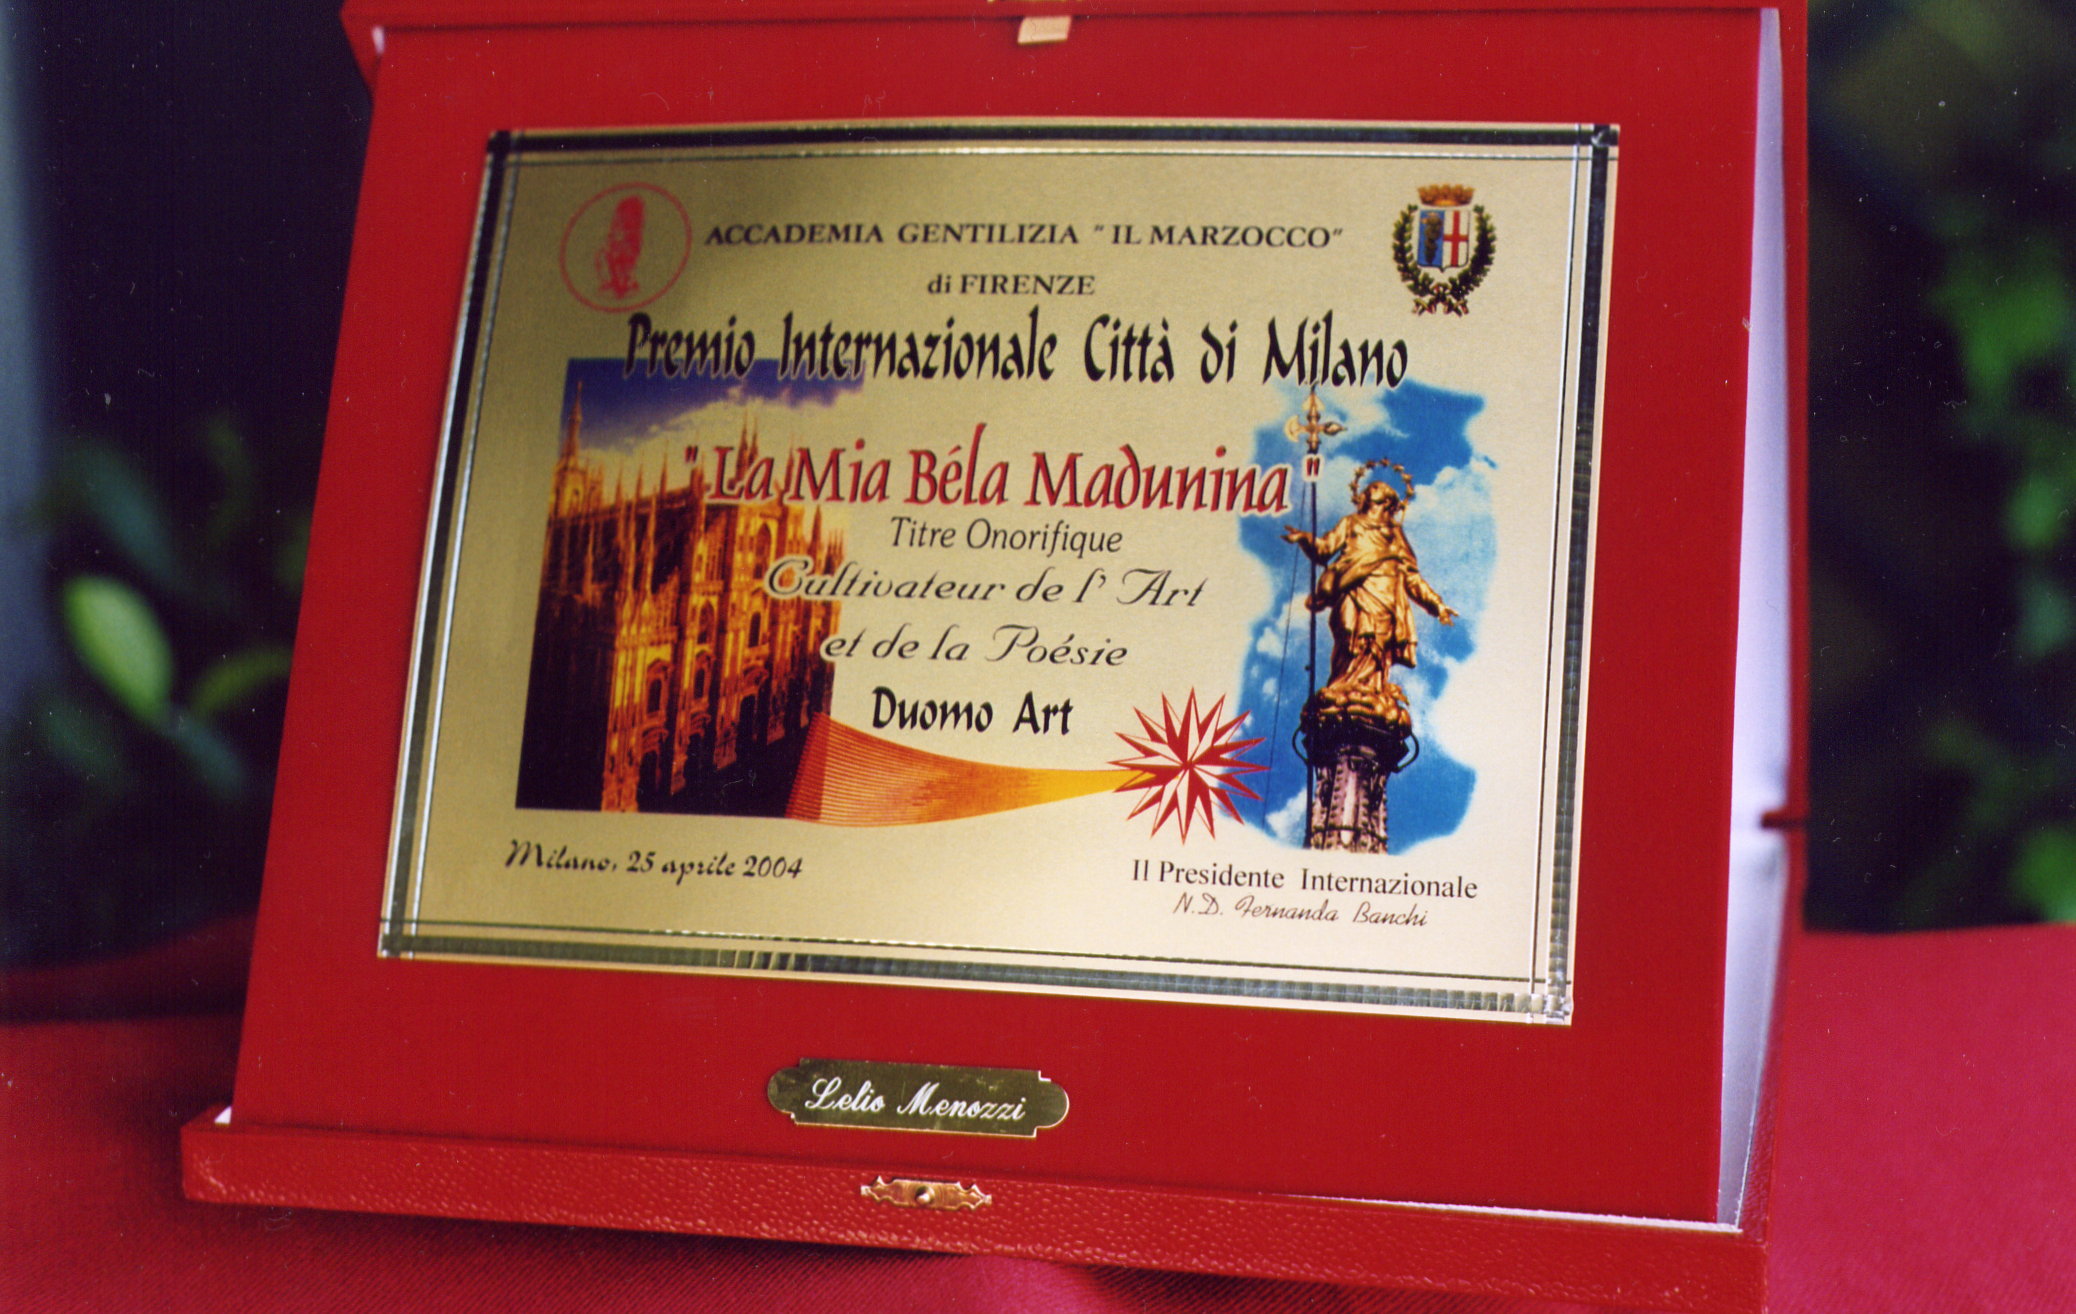 ACCADEMIA GENTILIZIA "IL MARZOCCO"
di FIRENZE
Premio Internazionale Città di Milano
"La Mia Béla Madunina"
Titre Onorifique
Cultivateur de l' Art
et de la Poésie
Duomo Art
Milano, 25 aprile 2004
Il Presidente Internazionale
N.D. Fernanda Banchi
Lelio Menozzi